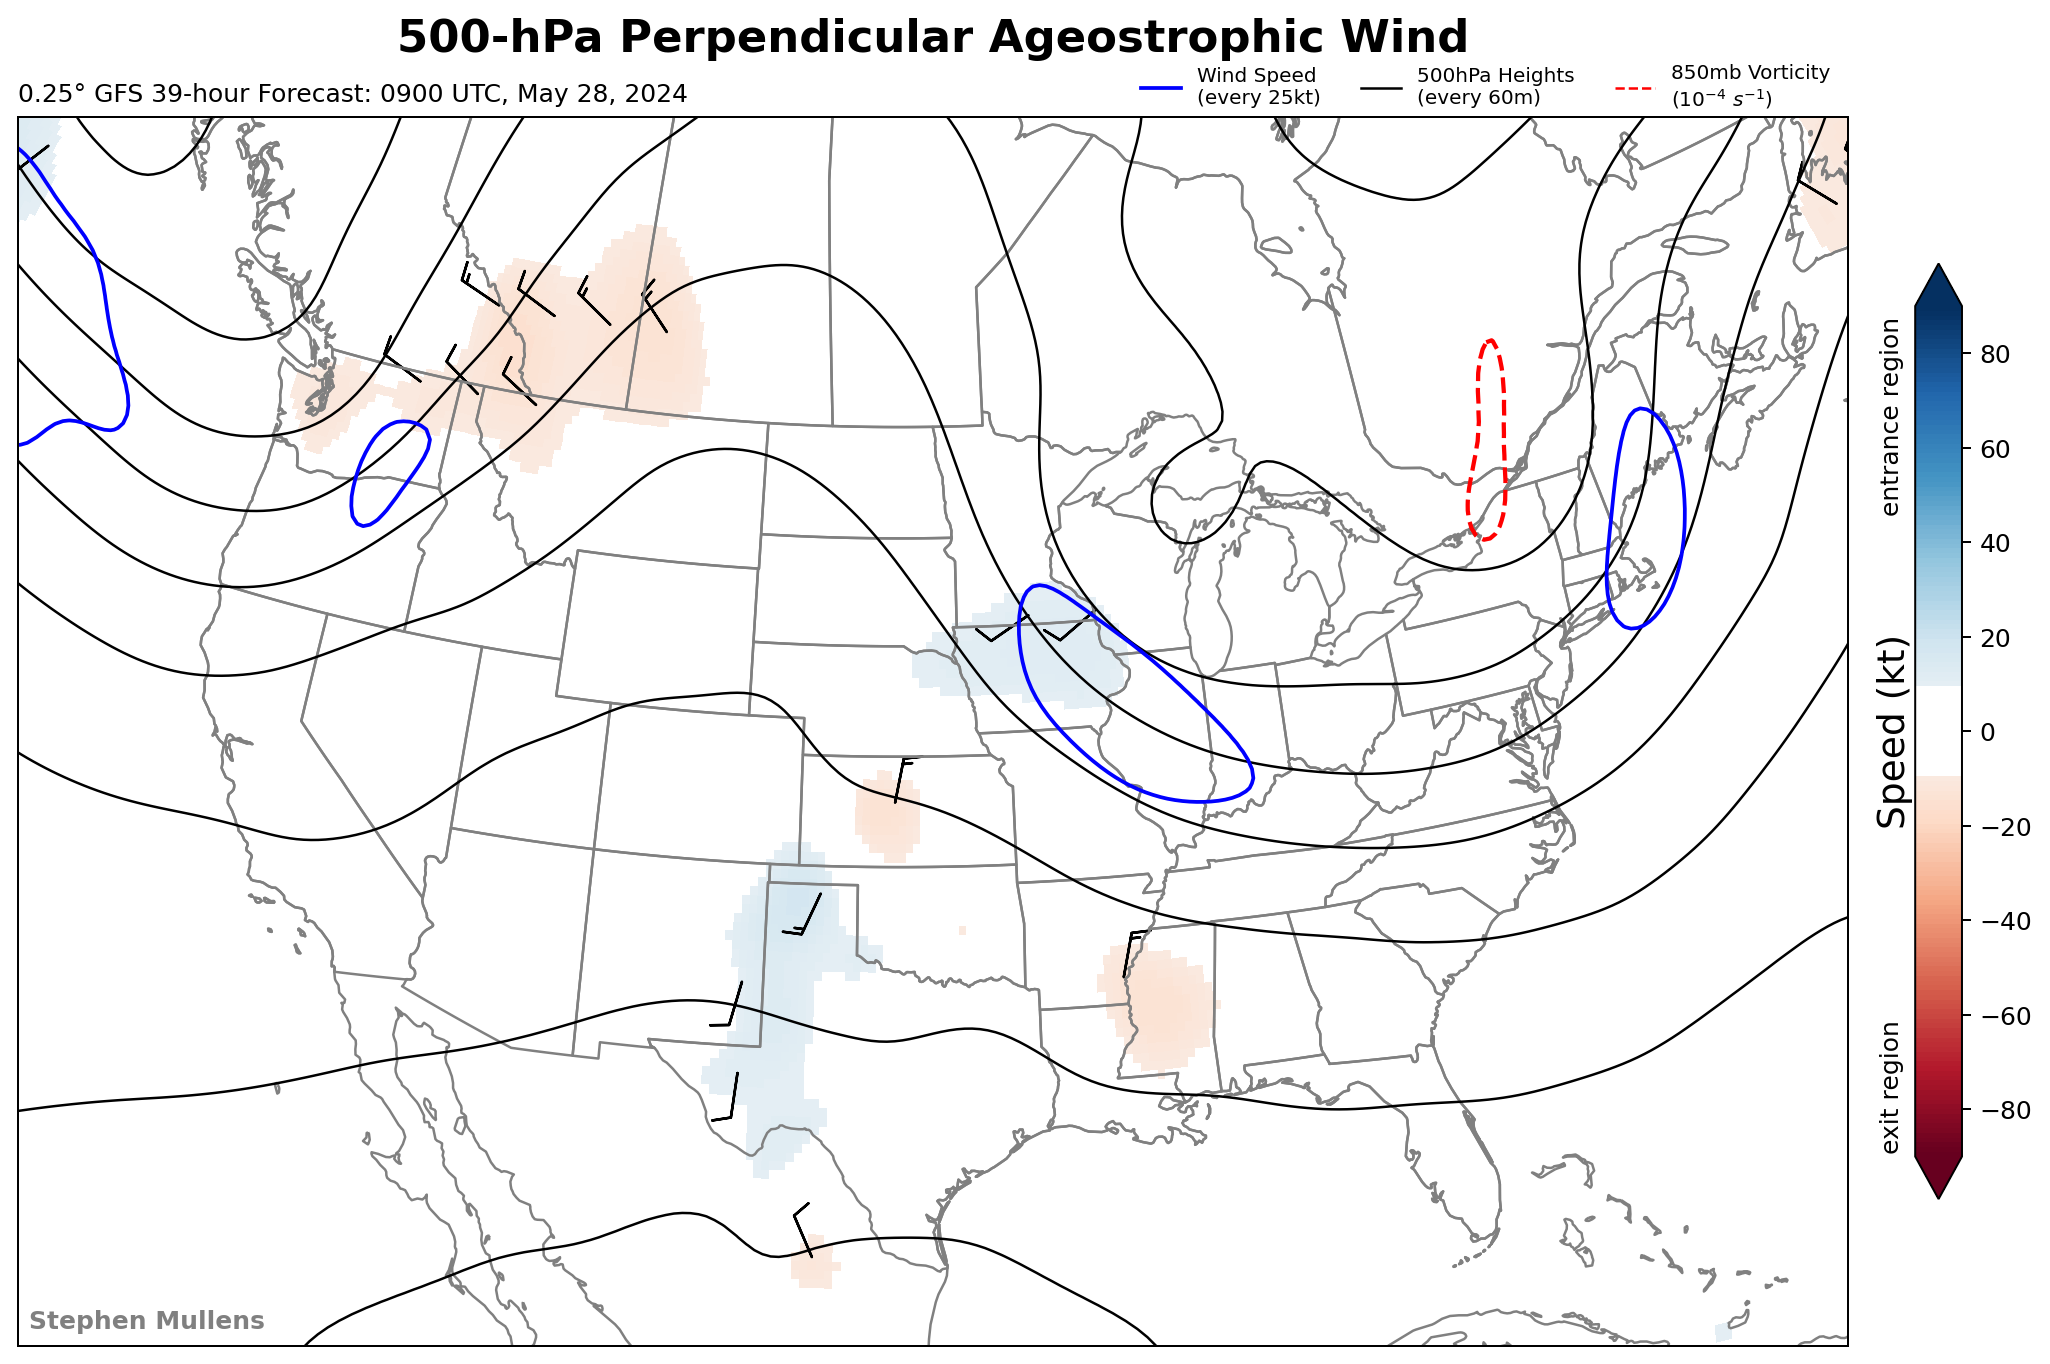 500-hPa Perpendicular Ageostrophic Wind
0.25° GFS 39-hour Forecast: 0900 UTC, May 28, 2024
Wind Speed
(every 25kt)
500hPa Heights
(every 60m)
850mb Vorticity
(10⁻⁴ s⁻¹)
entrance region
Speed (kt)
exit region
80
60
40
20
0
−20
−40
−60
−80
Stephen Mullens